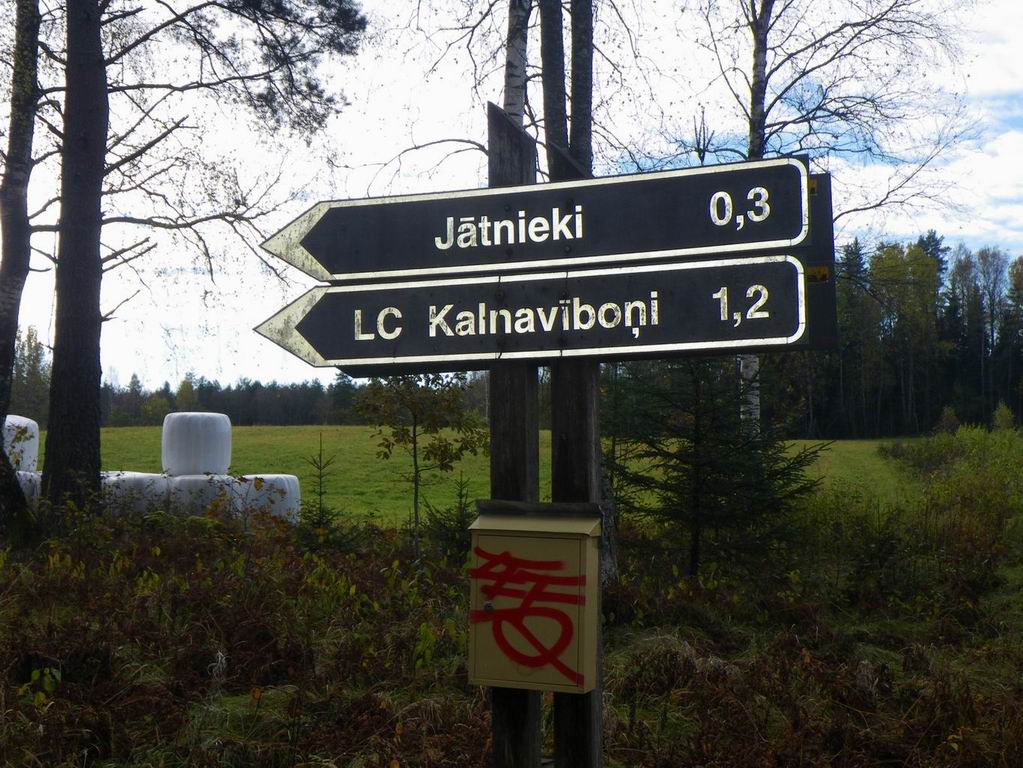 Jātnieki 0,3
LC Kalnavīboņi 1,2